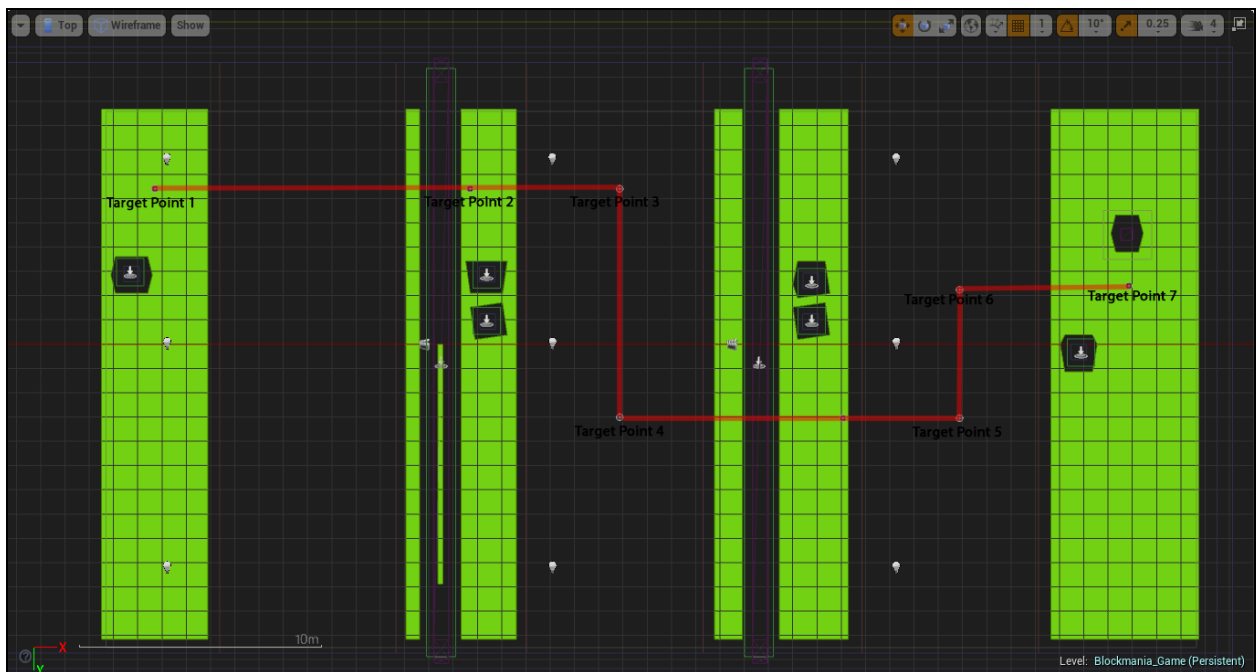 Top Wireframe Show 1 10° 0.25 4
Target Point 1 Target Point 2 Target Point 3
Target Point 6 Target Point 7
Target Point 4 Target Point 5
10m
X
Y
Level: Blockmania_Game (Persistent)